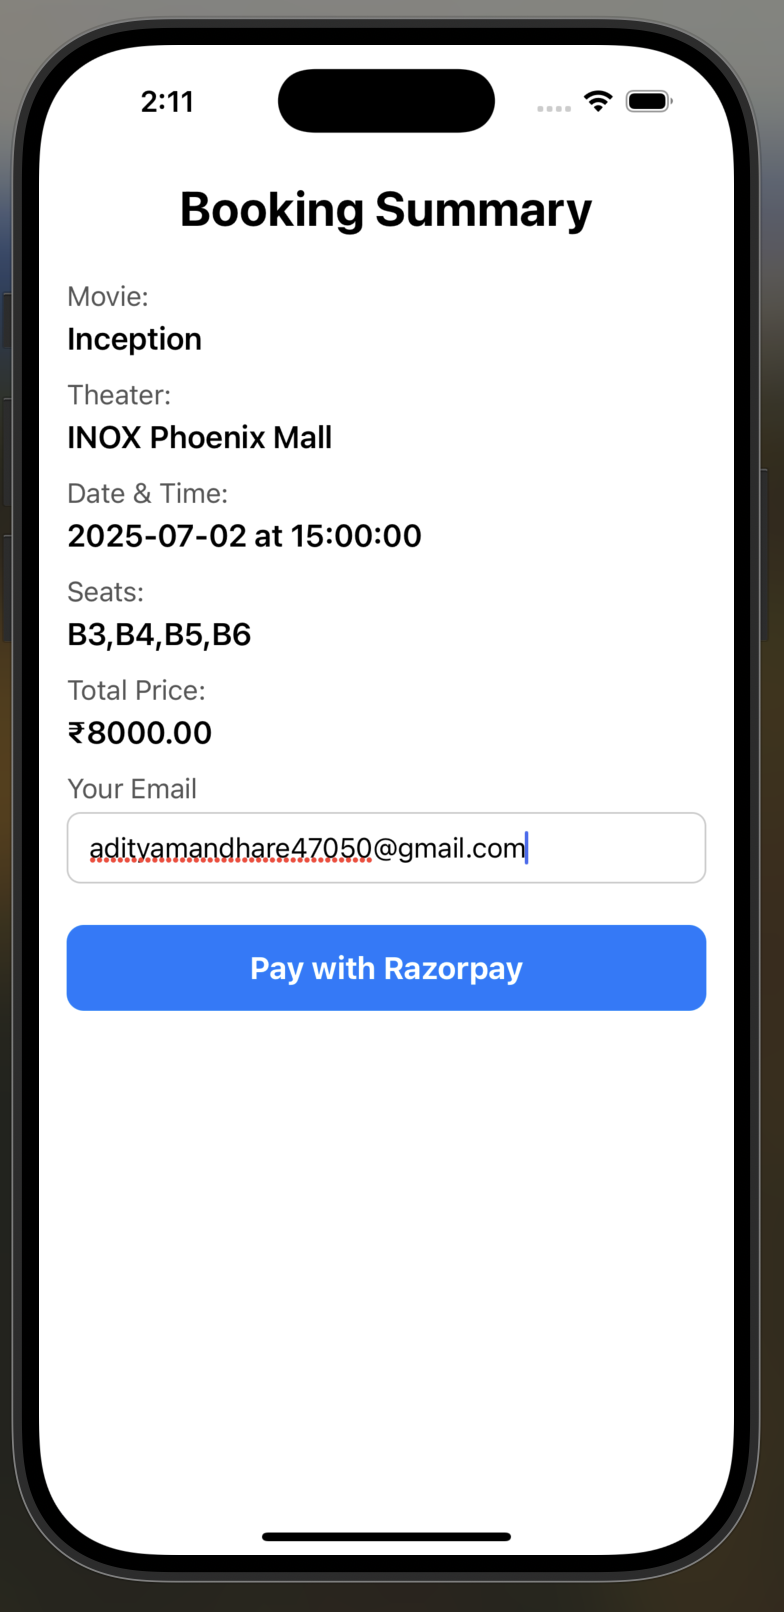 2:11
Booking Summary
Movie:
Inception
Theater:
INOX Phoenix Mall
Date & Time:
2025-07-02 at 15:00:00
Seats:
B3,B4,B5,B6
Total Price:
₹8000.00
Your Email
adityamandhare47050@gmail.com
Pay with Razorpay